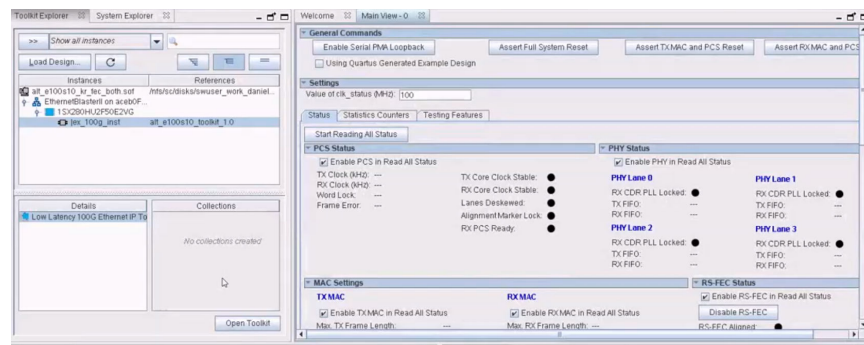 Toolkit Explorer System Explorer
>> Show all instances
Load Design...
Instances References
alt_e100s10_kr_fec_both.sof /nfs/sc/disks/swuser_work_daniel...
EthernetBlasterII on aceb0F...
1SX280HU2F50E2VG
ex_100g_inst alt_e100s10_toolkit_1.0
Details Collections
Low Latency 100G Ethernet IP To
No collections created
Open Toolkit
Welcome Main View - 0
General Commands
Enable Serial PMA Loopback Assert Full System Reset Assert TX MAC and PCS Reset Assert RX MAC and PCS
Using Quartus Generated Example Design
Settings
Value of clk_status (MHz): 100
Status Statistics Counters Testing Features
Start Reading All Status
PCS Status
Enable PCS in Read All Status
TX Clock (kHz): ---
RX Clock (kHz): ---
Word Lock: ---
Frame Error: ---
TX Core Clock Stable:
RX Core Clock Stable:
Lanes Deskewed:
Alignment Marker Lock:
RX PCS Ready:
PHY Status
Enable PHY in Read All Status
PHY Lane 0 PHY Lane 1
RX CDR PLL Locked: RX CDR PLL Locked:
TX FIFO: --- TX FIFO: ---
RX FIFO: --- RX FIFO: ---
PHY Lane 2 PHY Lane 3
RX CDR PLL Locked: RX CDR PLL Locked:
TX FIFO: --- TX FIFO: ---
RX FIFO: --- RX FIFO: ---
MAC Settings
TX MAC RX MAC
Enable TX MAC in Read All Status Enable RX MAC in Read All Status
Max. TX Frame Length: --- Max. RX Frame Length: ---
RS-FEC Status
Enable RS-FEC in Read All Status
Disable RS-FEC
RS-FEC Aligned: